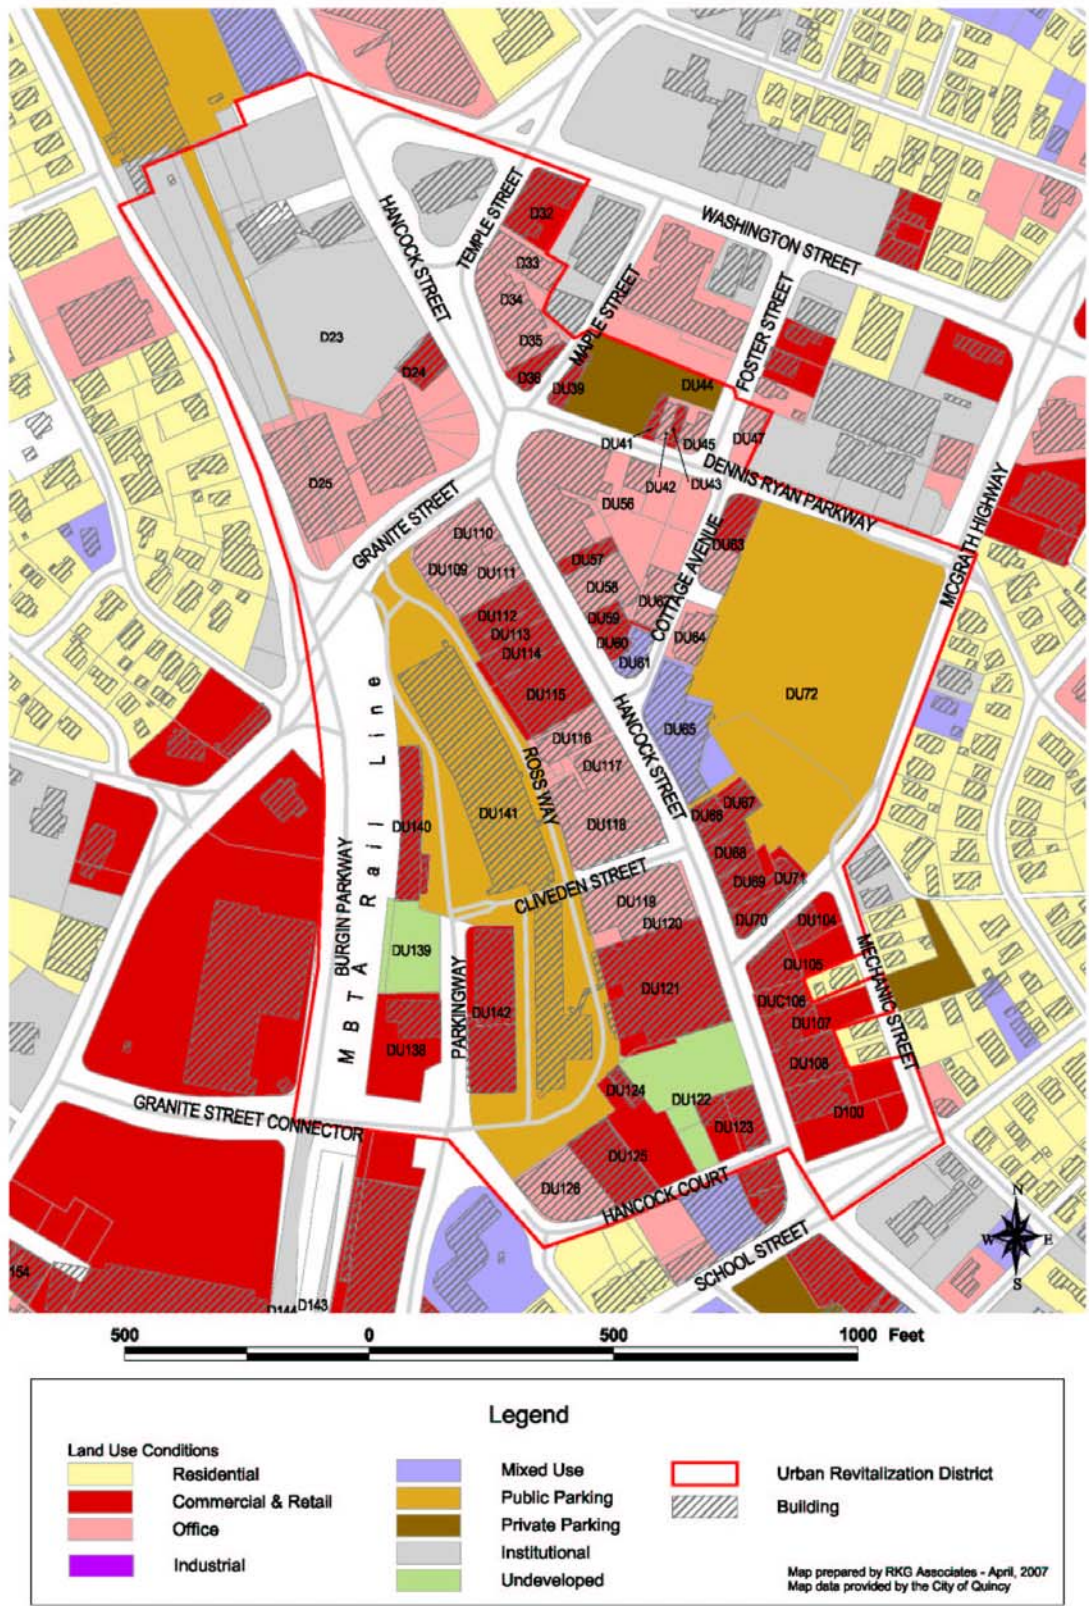 HANCOCK STREET
TEMPLE STREET
D32
WASHINGTON STREET
D33
D34
MAPLE STREET
FOSTER STREET
D23
D35
D24
D36
DU39
DU44
DU41
DU45
DU47
DU42
DU43
DENNIS RYAN PARKWAY
D25
GRANITE STREET
DU56
DU110
DU63
MCGRATH HIGHWAY
DU109
DU111
DU57
DU58
COTTAGE AVENUE
DU112
DU59
DU113
DU60
DU64
DU114
DU61
DU115
DU72
HANCOCK STREET
DU65
DU116
ROSS WAY
DU117
DU67
DU66
DU141
DU140
DU118
DU68
DU69
DU71
CLIVEDEN STREET
DU119
DU120
DU70
DU104
BURGIN PARKWAY
MBTA Rail Line
DU139
DU105
MECHANIC STREET
DU121
DUC106
DU142
DU107
PARKINGWAY
DU138
DU108
DU124
DU122
D100
DU123
GRANITE STREET CONNECTOR
DU125
DU126
HANCOCK COURT
SCHOOL STREET
N
W E
S
154
D144
D143
500 0 500 1000 Feet
Legend
Land Use Conditions
Residential
Commercial & Retail
Office
Industrial
Mixed Use
Public Parking
Private Parking
Institutional
Undeveloped
Urban Revitalization District
Building
Map prepared by RKG Associates - April, 2007
Map data provided by the City of Quincy